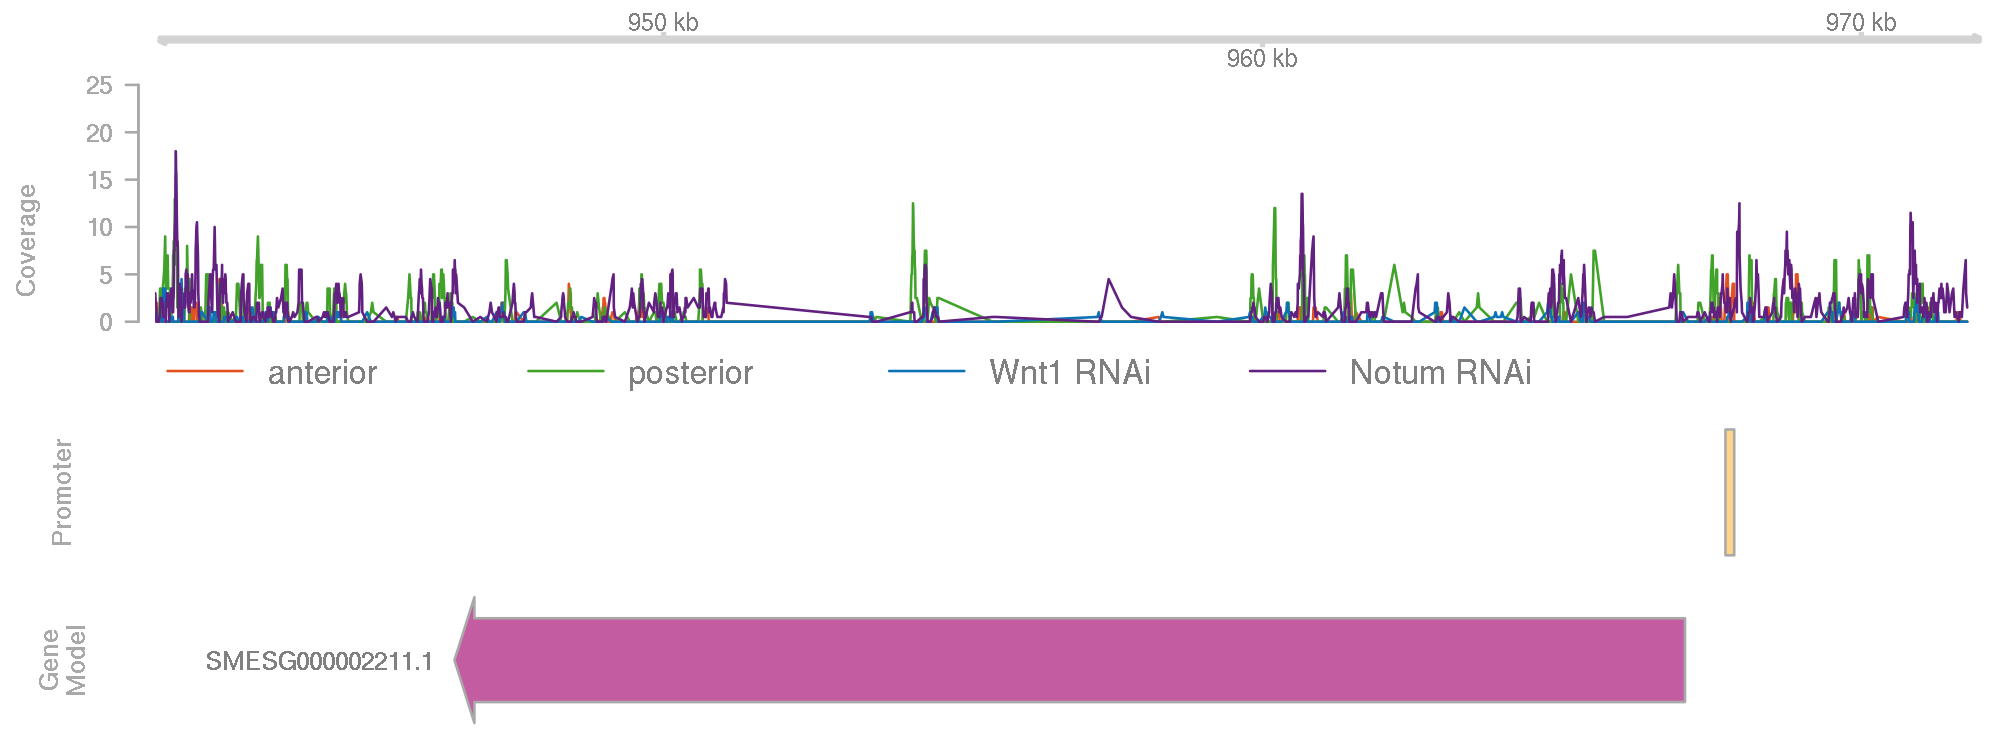 950 kb
970 kb
960 kb
25
20
15
10
5
0
Coverage
anterior posterior Wnt1 RNAi Notum RNAi
Promoter
Gene
Model
SMESG000002211.1